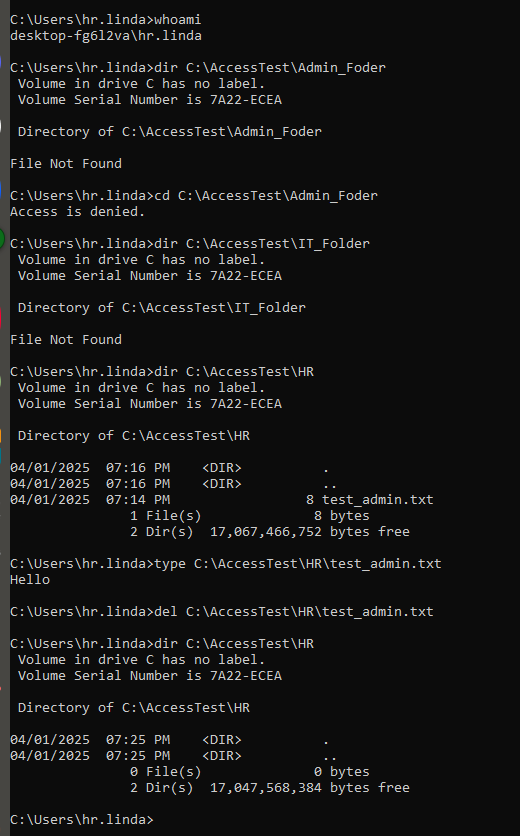 C:\Users\hr.linda>whoami
desktop-fg6l2va\hr.linda
C:\Users\hr.linda>dir C:\AccessTest\Admin_Foder
 Volume in drive C has no label.
 Volume Serial Number is 7A22-ECEA
 Directory of C:\AccessTest\Admin_Foder
File Not Found
C:\Users\hr.linda>cd C:\AccessTest\Admin_Foder
Access is denied.
C:\Users\hr.linda>dir C:\AccessTest\IT_Folder
 Volume in drive C has no label.
 Volume Serial Number is 7A22-ECEA
 Directory of C:\AccessTest\IT_Folder
File Not Found
C:\Users\hr.linda>dir C:\AccessTest\HR
 Volume in drive C has no label.
 Volume Serial Number is 7A22-ECEA
 Directory of C:\AccessTest\HR
04/01/2025  07:16 PM    <DIR>          .
04/01/2025  07:16 PM    <DIR>          ..
04/01/2025  07:14 PM                 8 test_admin.txt
               1 File(s)              8 bytes
               2 Dir(s)  17,067,466,752 bytes free
C:\Users\hr.linda>type C:\AccessTest\HR\test_admin.txt
Hello
C:\Users\hr.linda>del C:\AccessTest\HR\test_admin.txt
C:\Users\hr.linda>dir C:\AccessTest\HR
 Volume in drive C has no label.
 Volume Serial Number is 7A22-ECEA
 Directory of C:\AccessTest\HR
04/01/2025  07:25 PM    <DIR>          .
04/01/2025  07:25 PM    <DIR>          ..
               0 File(s)              0 bytes
               2 Dir(s)  17,047,568,384 bytes free
C:\Users\hr.linda>